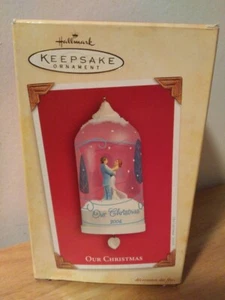 Hallmark
KEEPSAKE
ORNAMENT
Our Christmas
2004
OUR CHRISTMAS